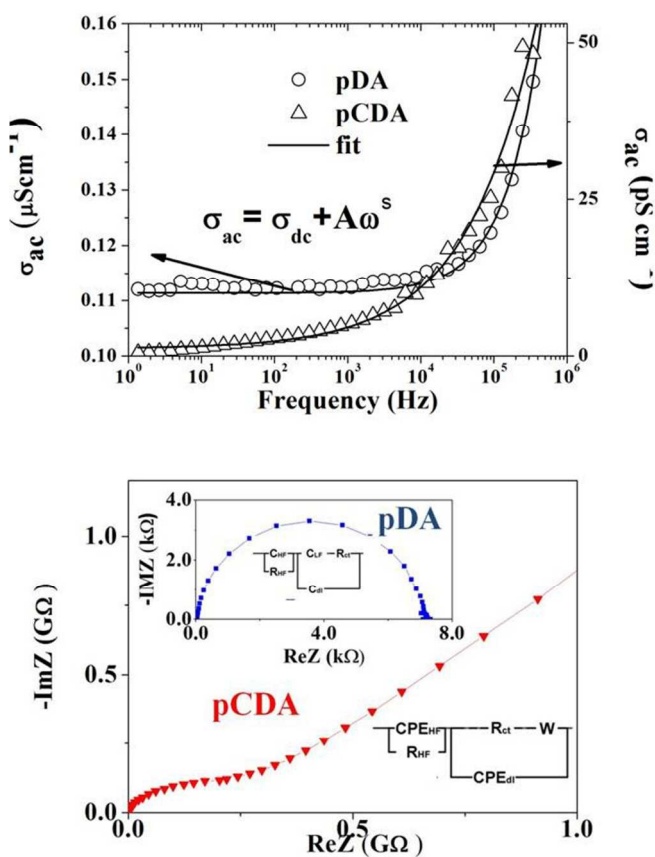 0.16
0.15
0.14
0.13
0.12
0.11
0.10
σac (µScm⁻¹)
pDA
pCDA
fit
σac = σdc + Aωˢ
50
25
0
σac (pS cm⁻¹)
10⁰ 10¹ 10² 10³ 10⁴ 10⁵ 10⁶
Frequency (Hz)
1.0
0.5
0.0
-ImZ (GΩ)
4.0
2.0
0.0
-IMZ (kΩ)
pDA
CHF CLF Rct
RHF
Cdl
0.0 4.0 8.0
ReZ (kΩ)
pCDA
CPEHF Rct W
RHF
CPEdl
0.0 0.5 1.0
ReZ (GΩ)